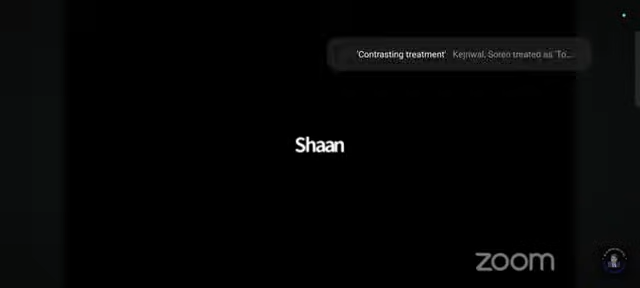 'Contrasting treatment' Kejriwal, Soren treated as 'To...
Shaan
zoom